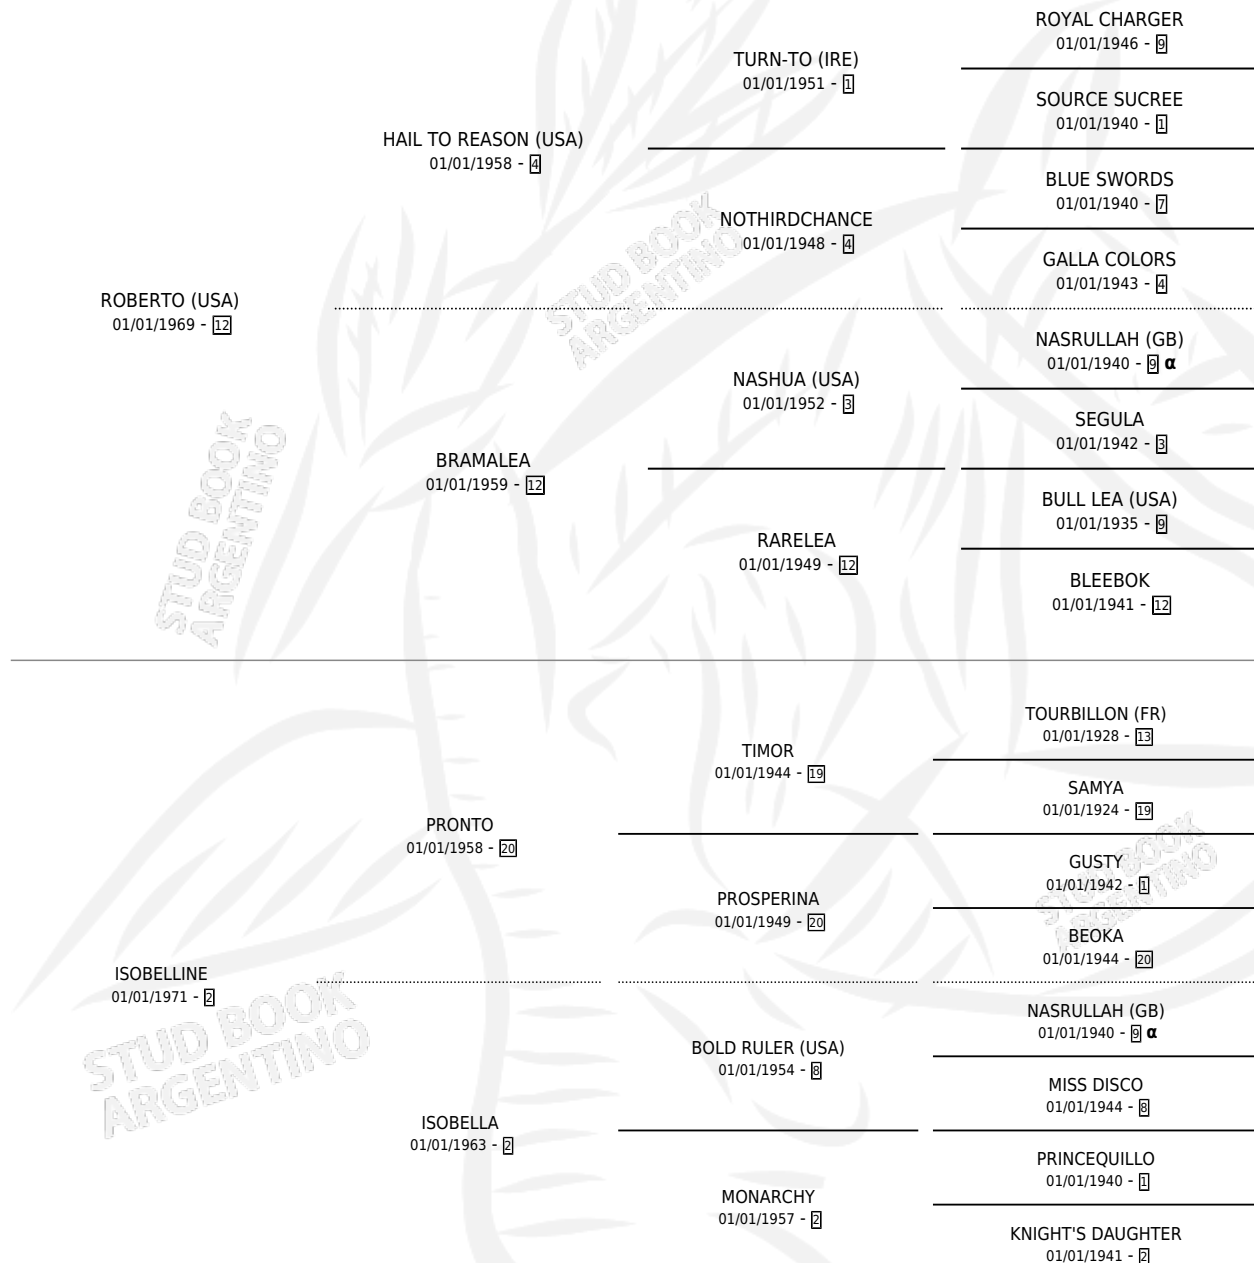 ROYAL CHARGER
01/01/1946 - 9
TURN-TO (IRE)
01/01/1951 - 1
SOURCE SUCREE
01/01/1940 - 1
HAIL TO REASON (USA)
01/01/1958 - 4
BLUE SWORDS
01/01/1940 - 7
NOTHIRDCHANCE
01/01/1948 - 4
GALLA COLORS
01/01/1943 - 4
ROBERTO (USA)
01/01/1969 - 12
NASRULLAH (GB)
01/01/1940 - 9 α
NASHUA (USA)
01/01/1952 - 3
SEGULA
01/01/1942 - 3
BRAMALEA
01/01/1959 - 12
BULL LEA (USA)
01/01/1935 - 9
RARELEA
01/01/1949 - 12
BLEEBOK
01/01/1941 - 12
TOURBILLON (FR)
01/01/1928 - 13
TIMOR
01/01/1944 - 19
SAMYA
01/01/1924 - 19
PRONTO
01/01/1958 - 20
GUSTY
01/01/1942 - 1
PROSPERINA
01/01/1949 - 20
BEOKA
01/01/1944 - 20
ISOBELLINE
01/01/1971 - 2
NASRULLAH (GB)
01/01/1940 - 9 α
BOLD RULER (USA)
01/01/1954 - 8
MISS DISCO
01/01/1944 - 8
ISOBELLA
01/01/1963 - 2
PRINCEQUILLO
01/01/1940 - 1
MONARCHY
01/01/1957 - 2
KNIGHT'S DAUGHTER
01/01/1941 - 2
STUD BOOK
ARGENTINO
STUD BOOK
ARGENTINO
STUD BOOK
ARGENTINO
STUD BOOK
ARGENTINO